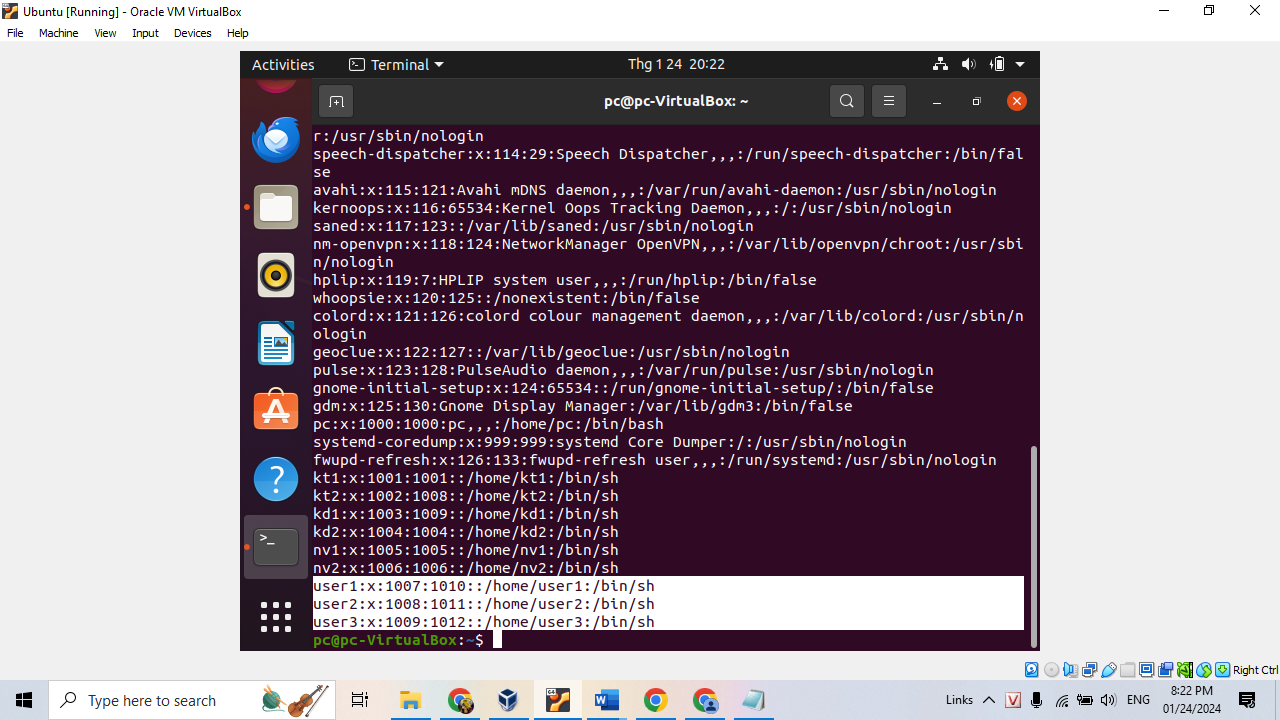 Ubuntu [Running] - Oracle VM VirtualBox
File Machine View Input Devices Help
Activities Terminal Thg 1 24 20:22
pc@pc-VirtualBox: ~
r:/usr/sbin/nologin
speech-dispatcher:x:114:29:Speech Dispatcher,,,:/run/speech-dispatcher:/bin/fal
se
avahi:x:115:121:Avahi mDNS daemon,,,:/var/run/avahi-daemon:/usr/sbin/nologin
kernoops:x:116:65534:Kernel Oops Tracking Daemon,,,:/:/usr/sbin/nologin
saned:x:117:123::/var/lib/saned:/usr/sbin/nologin
nm-openvpn:x:118:124:NetworkManager OpenVPN,,,:/var/lib/openvpn/chroot:/usr/sbi
n/nologin
hplip:x:119:7:HPLIP system user,,,:/run/hplip:/bin/false
whoopsie:x:120:125::/nonexistent:/bin/false
colord:x:121:126:colord colour management daemon,,,:/var/lib/colord:/usr/sbin/n
ologin
geoclue:x:122:127::/var/lib/geoclue:/usr/sbin/nologin
pulse:x:123:128:PulseAudio daemon,,,:/var/run/pulse:/usr/sbin/nologin
gnome-initial-setup:x:124:65534::/run/gnome-initial-setup/:/bin/false
gdm:x:125:130:Gnome Display Manager:/var/lib/gdm3:/bin/false
pc:x:1000:1000:pc,,,:/home/pc:/bin/bash
systemd-coredump:x:999:999:systemd Core Dumper:/:/usr/sbin/nologin
fwupd-refresh:x:126:133:fwupd-refresh user,,,:/run/systemd:/usr/sbin/nologin
kt1:x:1001:1001::/home/kt1:/bin/sh
kt2:x:1002:1008::/home/kt2:/bin/sh
kd1:x:1003:1009::/home/kd1:/bin/sh
kd2:x:1004:1004::/home/kd2:/bin/sh
nv1:x:1005:1005::/home/nv1:/bin/sh
nv2:x:1006:1006::/home/nv2:/bin/sh
user1:x:1007:1010::/home/user1:/bin/sh
user2:x:1008:1011::/home/user2:/bin/sh
user3:x:1009:1012::/home/user3:/bin/sh
pc@pc-VirtualBox:~$
Right Ctrl
Type here to search
Links ENG 8:22 PM
01/24/2024